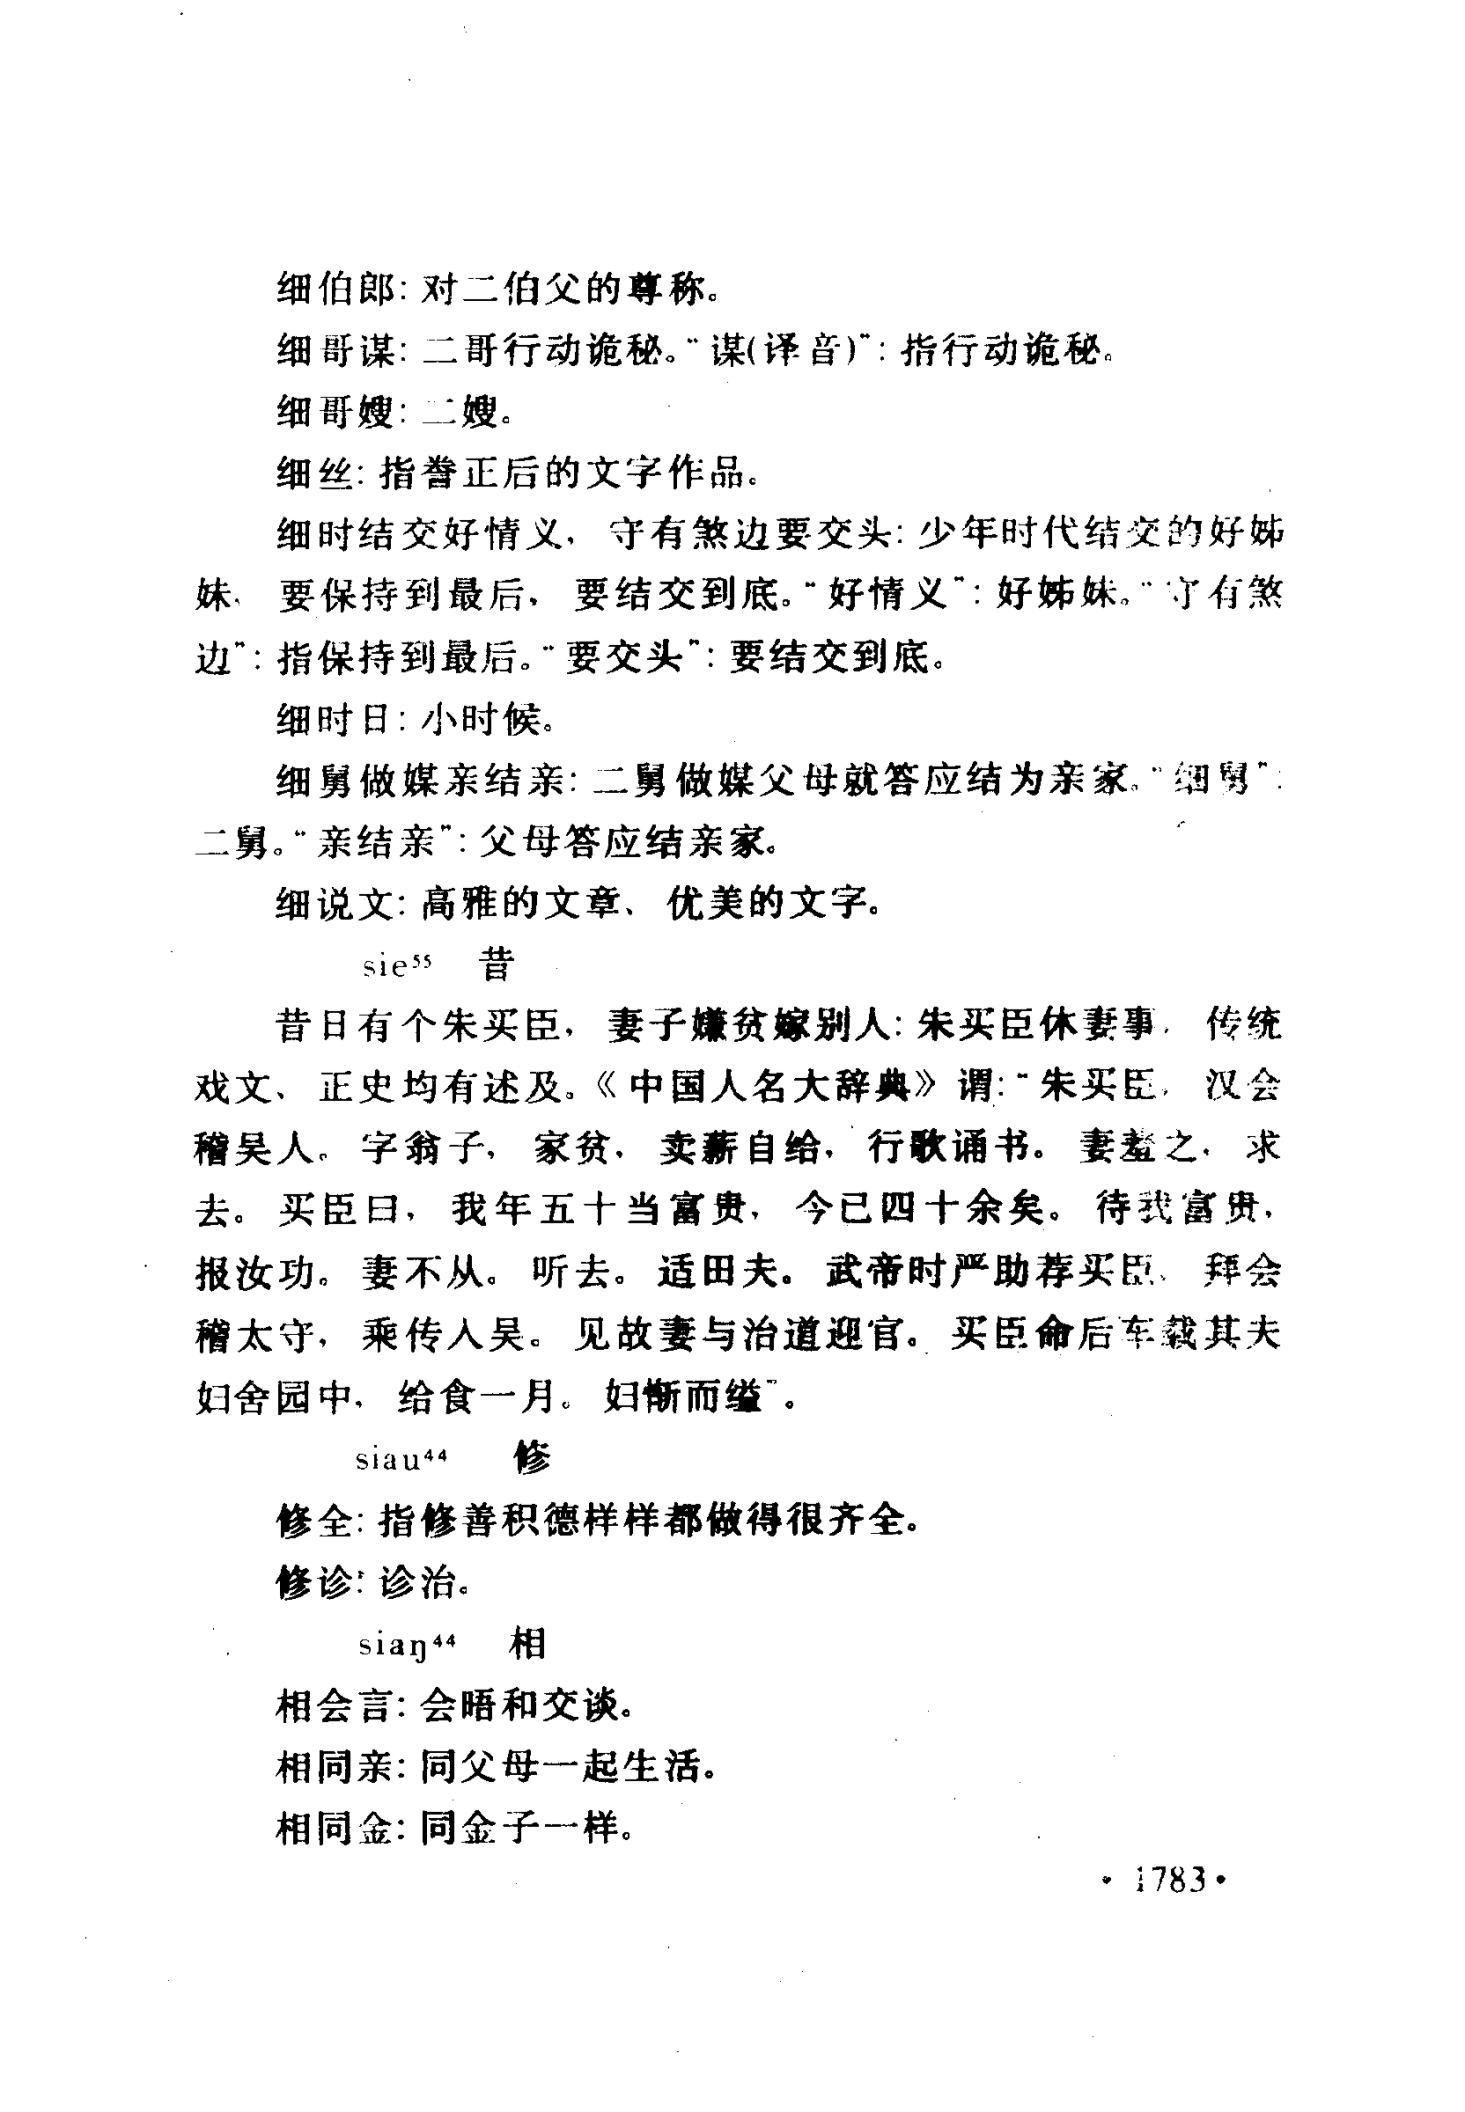 细伯郎：对二伯父的尊称。
细哥谋：二哥行动诡秘。“谋(译音)”：指行动诡秘。
细哥嫂：二嫂。
细丝：指誊正后的文字作品。
细时结交好情义，守有煞边要交头：少年时代结交的好姊
妹，要保持到最后，要结交到底。“好情义”：好姊妹。“守有煞
边”：指保持到最后。“要交头”：要结交到底。
细时日：小时候。
细舅做媒亲结亲：二舅做媒父母就答应结为亲家。“细舅”：
二舅。“亲结亲”：父母答应结亲家。
细说文：高雅的文章、优美的文字。
sie⁵⁵ 昔
昔日有个朱买臣，妻子嫌贫嫁别人：朱买臣休妻事，传统
戏文、正史均有述及。《中国人名大辞典》谓：“朱买臣，汉会
稽吴人。字翁子，家贫，卖薪自给，行歌诵书。妻羞之，求
去。买臣曰，我年五十当富贵，今已四十余矣。待我富贵，
报汝功。妻不从。听去。适田夫。武帝时严助荐买臣、拜会
稽太守，乘传入吴。见故妻与治道迎官。买臣命后车载其夫
妇舍园中，给食一月。妇惭而缢”。
siau⁴⁴ 修
修全：指修善积德样样都做得很齐全。
修诊：诊治。
siaŋ⁴⁴ 相
相会言：会晤和交谈。
相同亲：同父母一起生活。
相同金：同金子一样。
·1783·